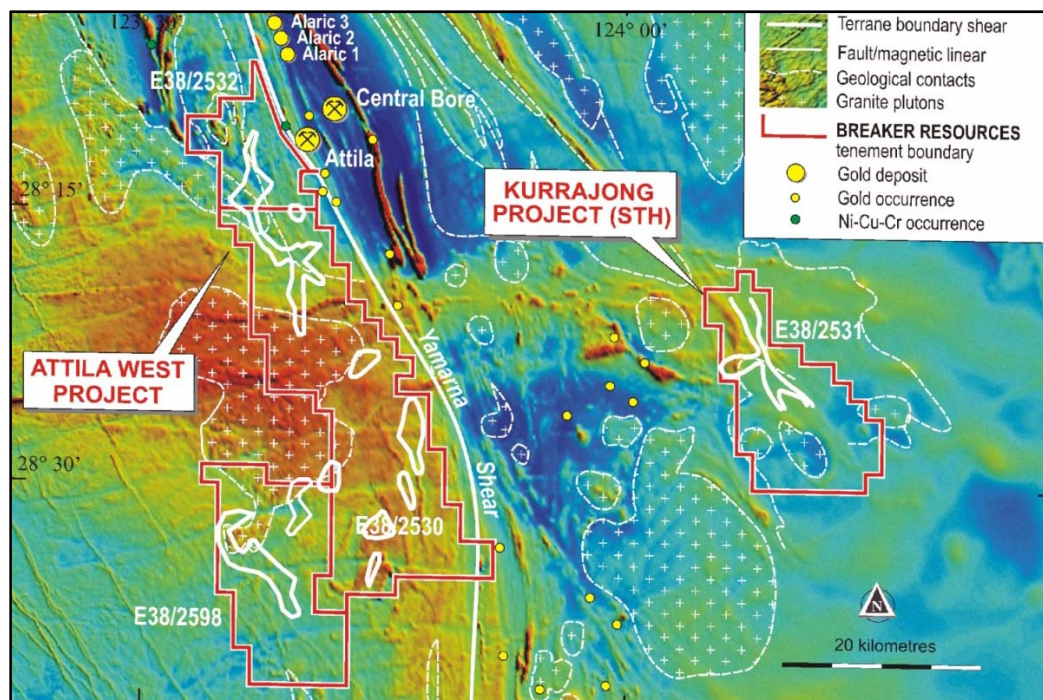 123° 30'
124° 00'
Alaric 3
Alaric 2
Alaric 1
E38/2532
Central Bore
Attila
28° 15'
KURRAJONG
PROJECT (STH)
E38/2531
ATTILA WEST
PROJECT
Yamarna
Shear
28° 30'
E38/2530
E38/2598
Terrane boundary shear
Fault/magnetic linear
Geological contacts
Granite plutons
BREAKER RESOURCES
tenement boundary
Gold deposit
Gold occurrence
Ni-Cu-Cr occurrence
N
20 kilometres